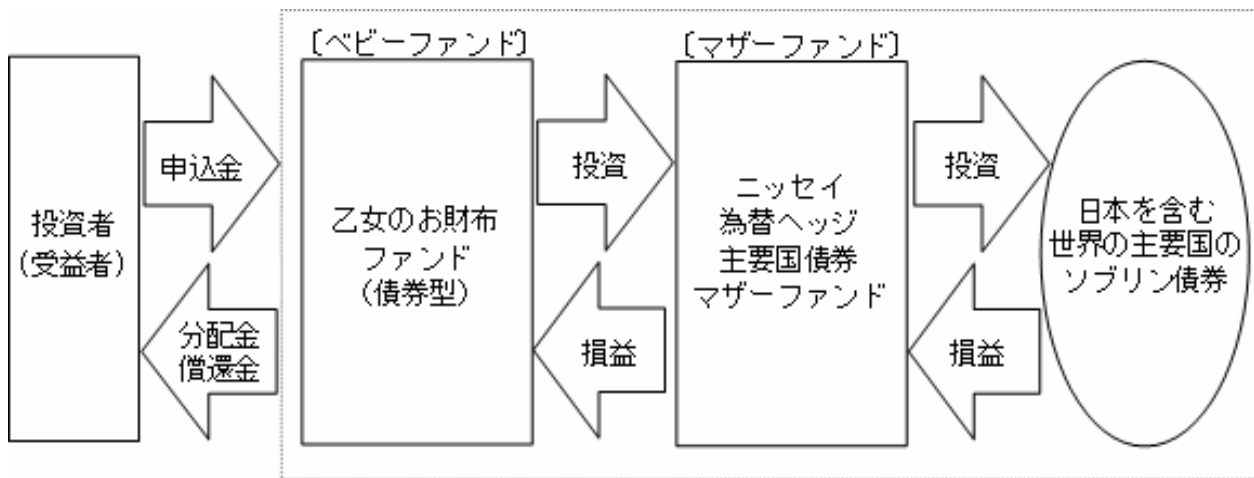 〔ベビーファンド〕
〔マザーファンド〕
投資者
（受益者）
申込金
分配金
償還金
乙女のお財布
ファンド
（債券型）
投資
損益
ニッセイ
為替ヘッジ
主要国債券
マザーファンド
投資
損益
日本を含む
世界の主要国の
ソブリン債券